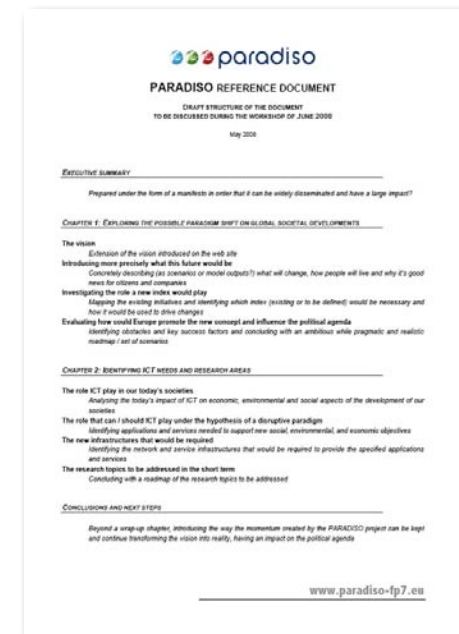 paradiso
PARADISO REFERENCE DOCUMENT
DRAFT STRUCTURE OF THE DOCUMENT
TO BE DISCUSSED DURING THE WORKSHOP OF JUNE 2008
May 2008
EXECUTIVE SUMMARY
Prepared under the form of a manifesto in order that it can be widely disseminated and have a large impact?
CHAPTER 1: EXPLORING THE POSSIBLE PARADIGM SHIFT ON GLOBAL SOCIETAL DEVELOPMENTS
The vision
Extension of the vision introduced on the web site
Introducing more precisely what this future would be
Concretely describing (as scenarios or model outputs?) what will change, how people will live and why it's good
news for citizens and companies
Investigating the role a new index would play
Mapping the existing initiatives and identifying which index (existing or to be defined) would be necessary and
how it would be used to drive changes
Evaluating how could Europe promote the new concept and influence the political agenda
Identifying obstacles and key success factors and concluding with an ambitious while pragmatic and realistic
roadmap / set of scenarios
CHAPTER 2: IDENTIFYING ICT NEEDS AND RESEARCH AREAS
The role ICT play in our today's societies
Analysing the today's impact of ICT on economic, environmental and social aspects of the development of our
societies
The role that can / should ICT play under the hypothesis of a disruptive paradigm
Identifying applications and services needed to support new social, environmental, and economic objectives
The new infrastructures that would be required
Identifying the network and service infrastructures that would be required to provide the specified applications
and services
The research topics to be addressed in the short term
Concluding with a roadmap of the research topics to be addressed
CONCLUSIONS AND NEXT STEPS
Beyond a wrap-up chapter, introducing the way the momentum created by the PARADISO project can be kept
and continue transforming the vision into reality, having an impact on the political agenda
www.paradiso-fp7.eu